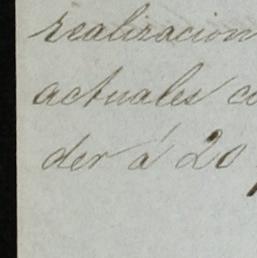 realizacion
actuales
der á 20